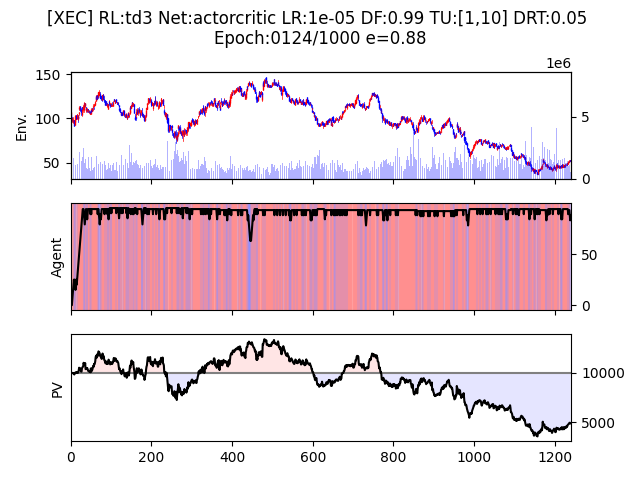 [XEC] RL:td3 Net:actorcritic LR:1e-05 DF:0.99 TU:[1,10] DRT:0.05
Epoch:0124/1000 e=0.88
1e6
150
100
50
Env.
5
0
Agent
50
0
PV
10000
5000
0 200 400 600 800 1000 1200